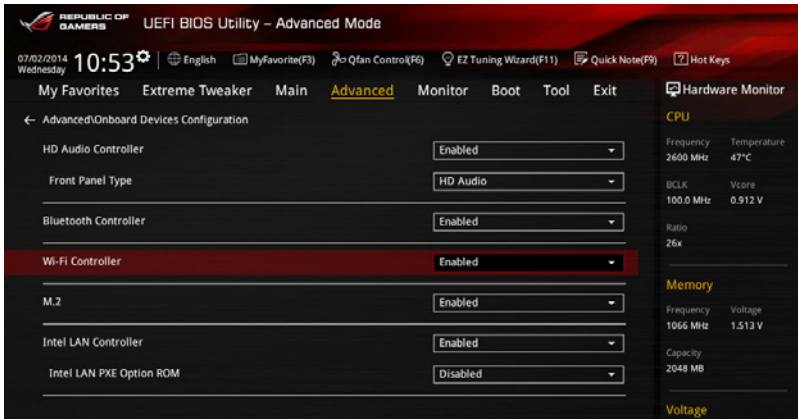 REPUBLIC OF GAMERS UEFI BIOS Utility – Advanced Mode
07/02/2014 Wednesday 10:53 English MyFavorite(F3) Qfan Control(F6) EZ Tuning Wizard(F11) Quick Note(F9) ? Hot Keys
My Favorites Extreme Tweaker Main Advanced Monitor Boot Tool Exit
← Advanced\Onboard Devices Configuration
HD Audio Controller Enabled
Front Panel Type HD Audio
Bluetooth Controller Enabled
Wi-Fi Controller Enabled
M.2 Enabled
Intel LAN Controller Enabled
Intel LAN PXE Option ROM Disabled
Hardware Monitor
CPU
Frequency Temperature
2600 MHz 47°C
BCLK Vcore
100.0 MHz 0.912 V
Ratio
26x
Memory
Frequency Voltage
1066 MHz 1.513 V
Capacity
2048 MB
Voltage